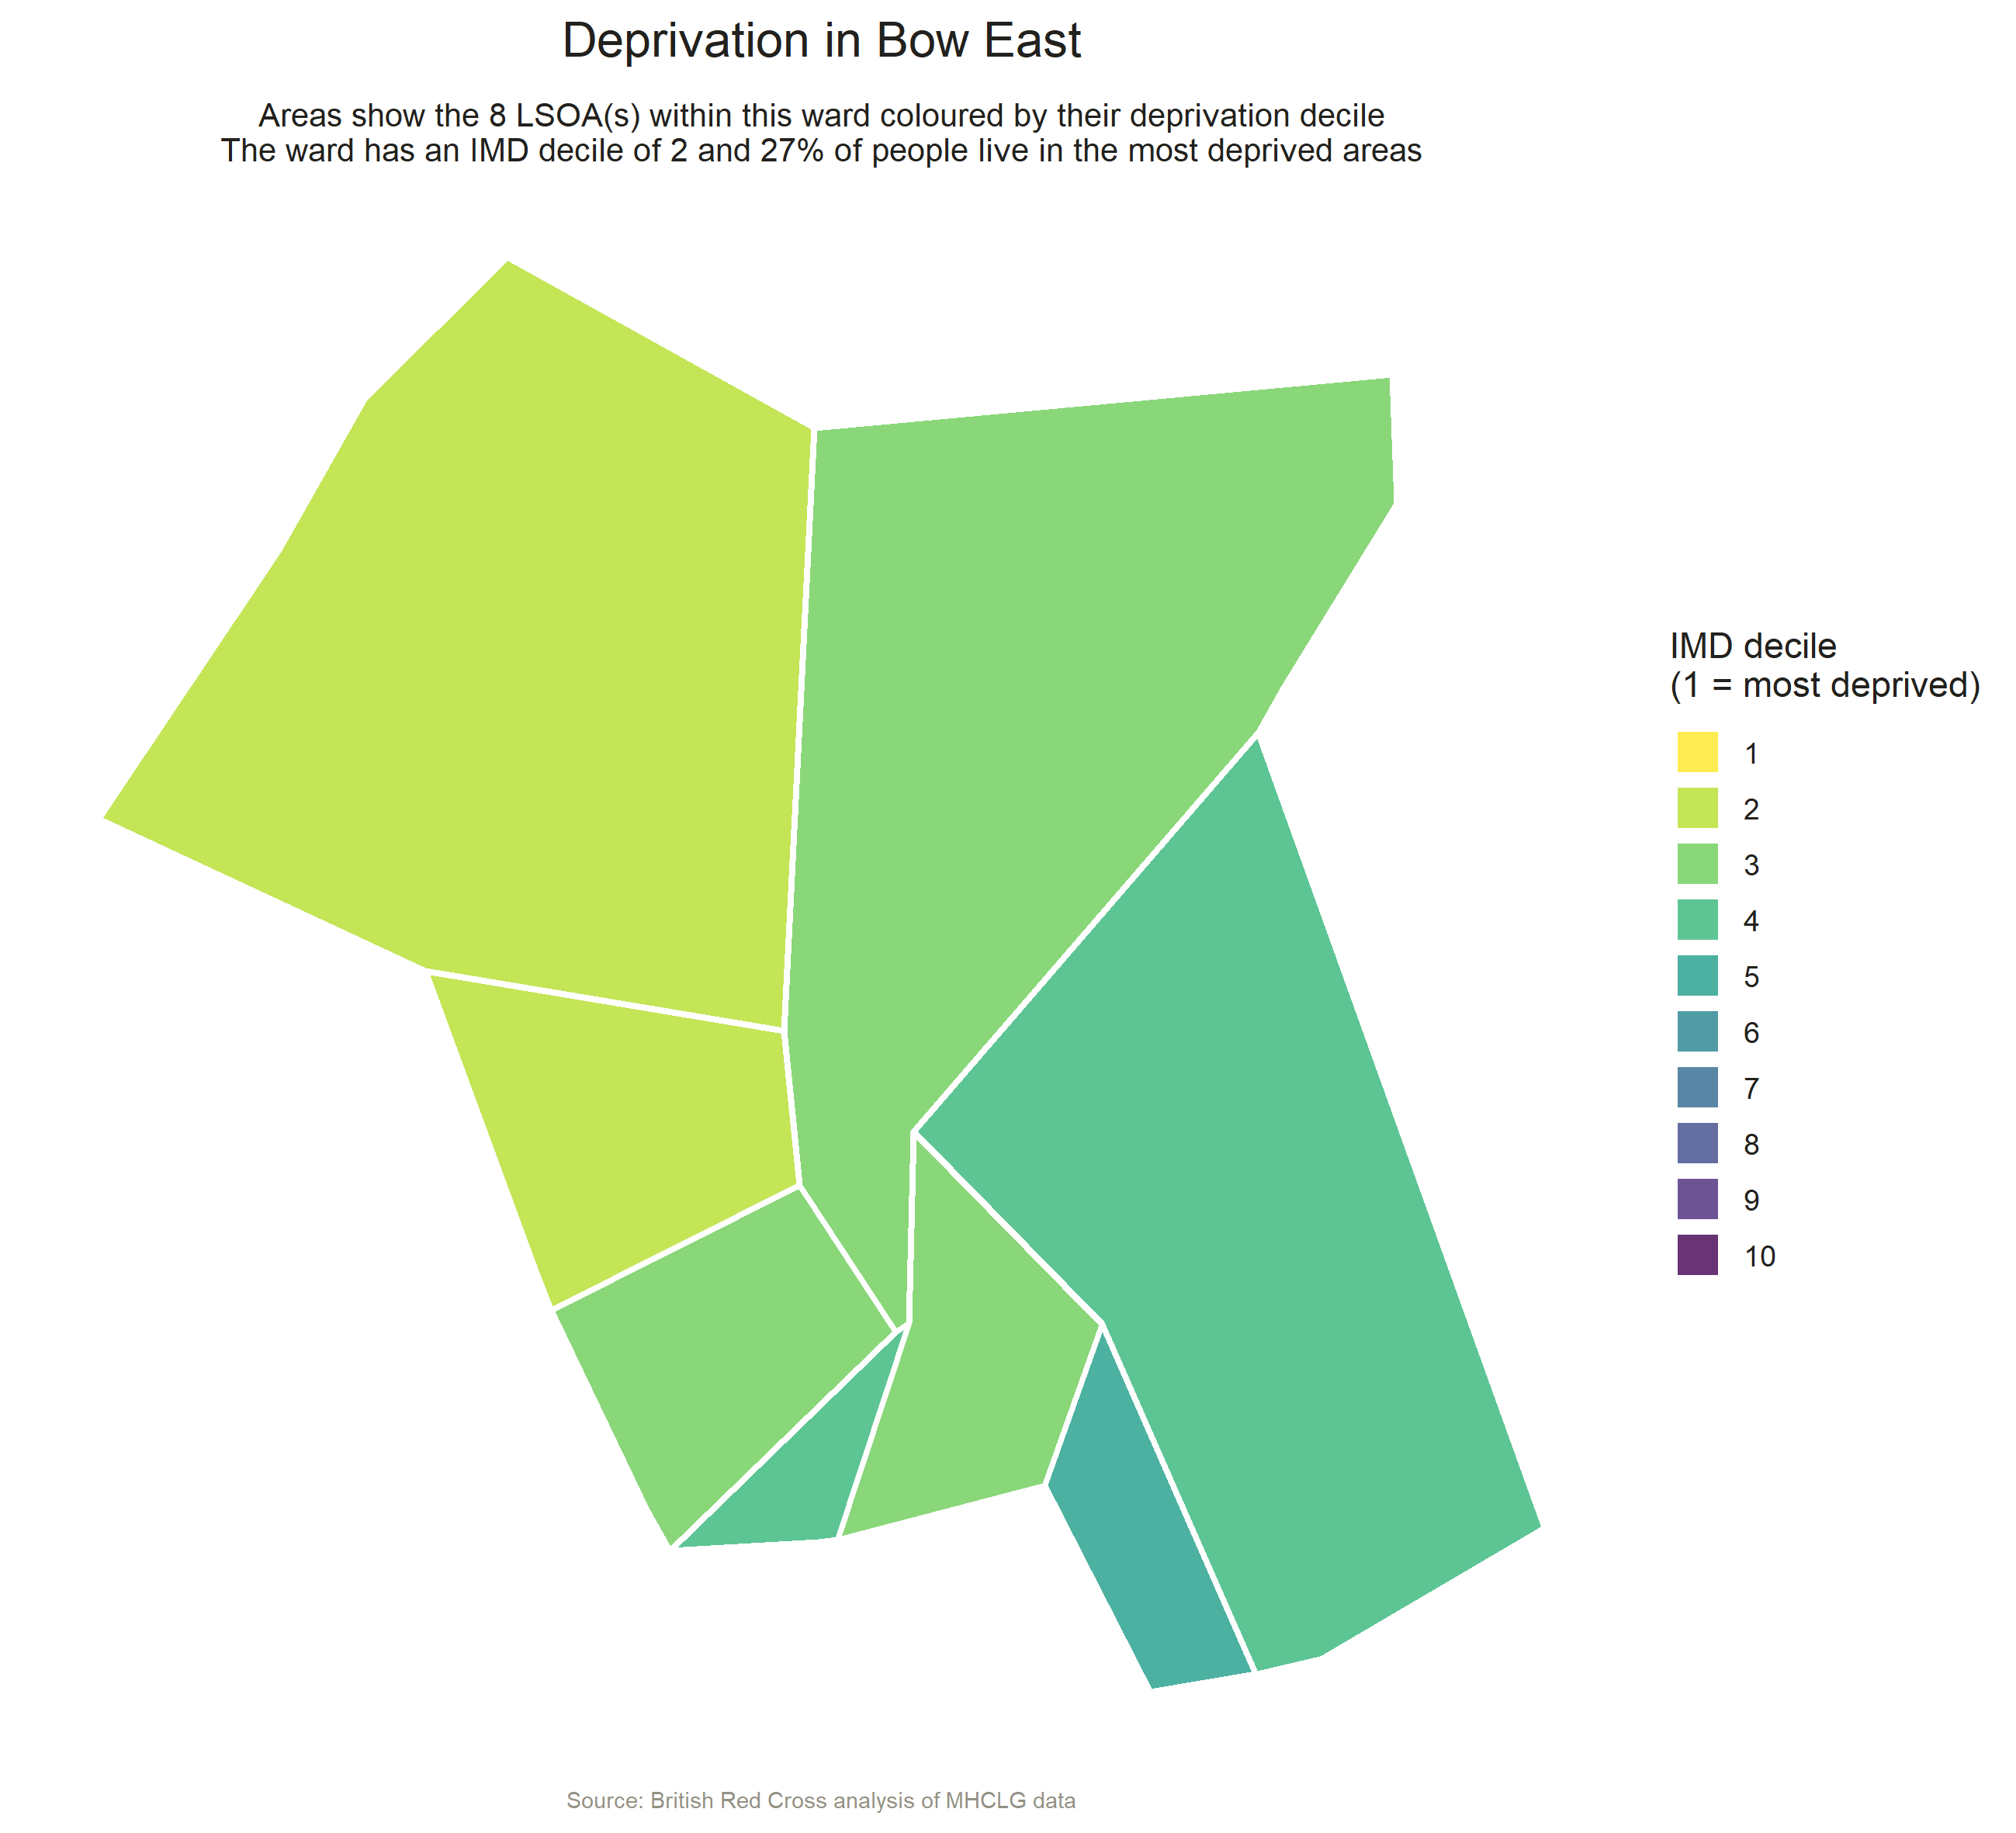 Deprivation in Bow East
Areas show the 8 LSOA(s) within this ward coloured by their deprivation decile
The ward has an IMD decile of 2 and 27% of people live in the most deprived areas
IMD decile
(1 = most deprived)
1
2
3
4
5
6
7
8
9
10
Source: British Red Cross analysis of MHCLG data